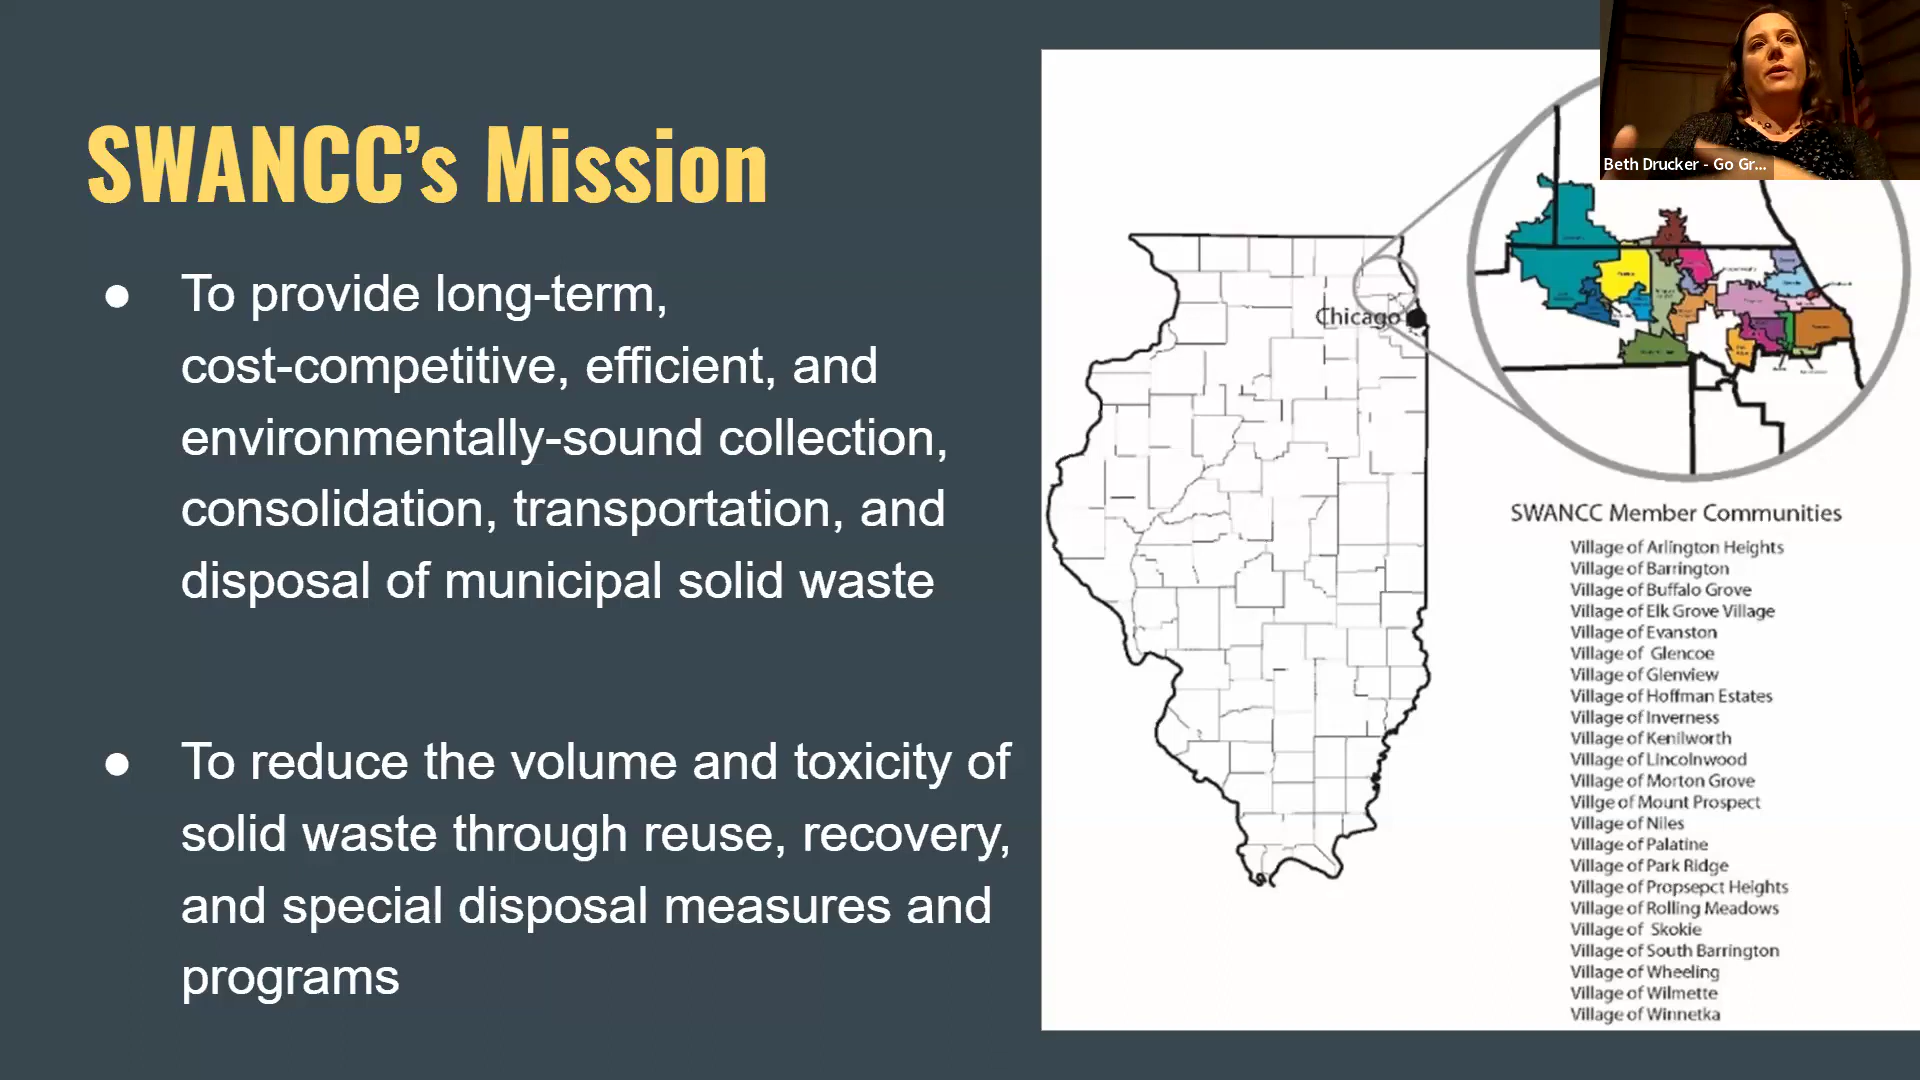 SWANCC's Mission
● To provide long-term,
cost-competitive, efficient, and
environmentally-sound collection,
consolidation, transportation, and
disposal of municipal solid waste
● To reduce the volume and toxicity of
solid waste through reuse, recovery,
and special disposal measures and
programs
Chicago
Beth Drucker - Go Gr...
SWANCC Member Communities
Village of Arlington Heights
Village of Barrington
Village of Buffalo Grove
Village of Elk Grove Village
Village of Evanston
Village of Glencoe
Village of Glenview
Village of Hoffman Estates
Village of Inverness
Village of Kenilworth
Village of Lincolnwood
Village of Morton Grove
Villge of Mount Prospect
Village of Niles
Village of Palatine
Village of Park Ridge
Village of Propsepct Heights
Village of Rolling Meadows
Village of Skokie
Village of South Barrington
Village of Wheeling
Village of Wilmette
Village of Winnetka